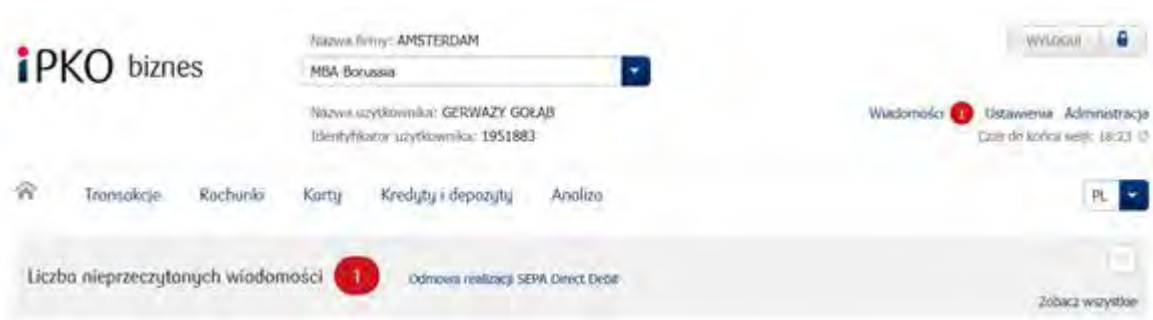 Nazwa firmy: AMSTERDAM
WYLOGUJ
iPKO biznes
MBA Borussia
Nazwa użytkownika: GERWAZY GOŁĄB
Wiadomości 1 Ustawienia Administracja
Identyfikator użytkownika: 1951883
Czas do końca sesji: 18:23
Transakcje Rachunki Karty Kredyty i depozyty Analiza
PL
Liczba nieprzeczytanych wiadomości 1 Odmowa realizacji SEPA Direct Debit
Zobacz wszystkie